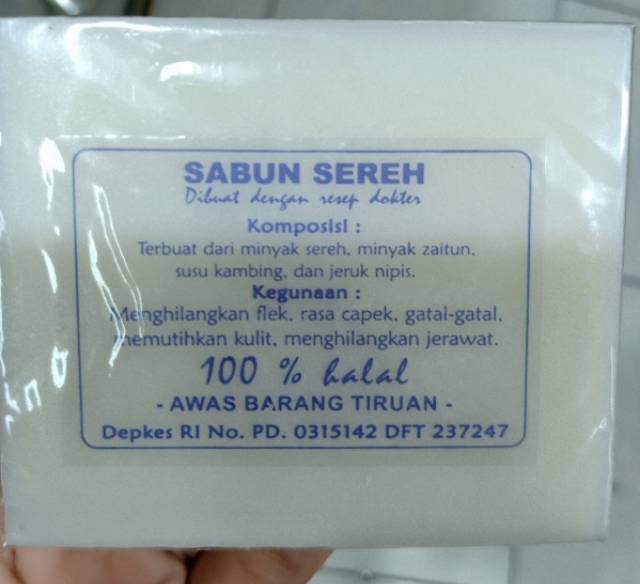 SABUN SEREH
Dibuat dengan resep dokter
Komposisi :
Terbuat dari minyak sereh, minyak zaitun,
susu kambing, dan jeruk nipis.
Kegunaan :
Menghilangkan flek, rasa capek, gatal-gatal,
memutihkan kulit, menghilangkan jerawat.
100 % halal
- AWAS BARANG TIRUAN -
Depkes RI No. PD. 0315142 DFT 237247